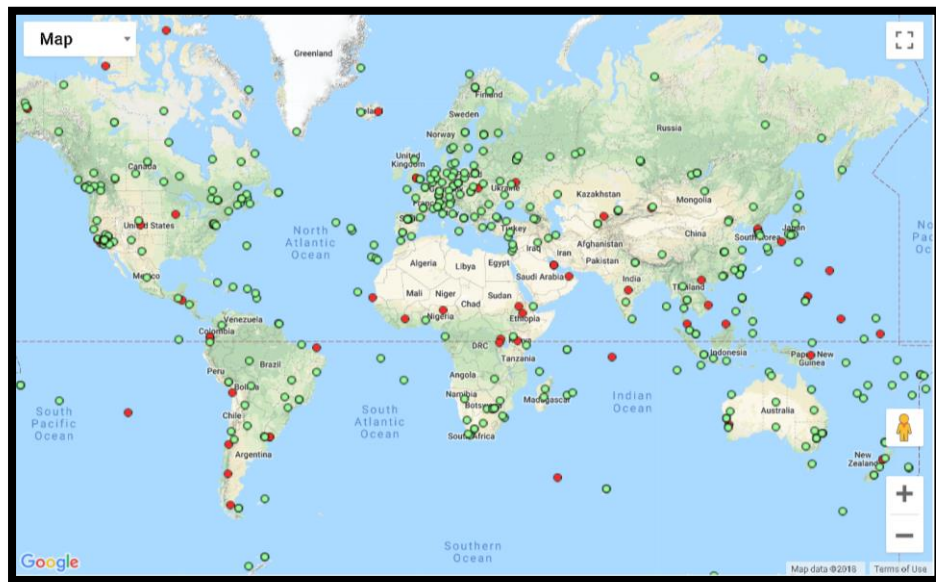 Map
Greenland
Finland
Sweden
Norway
Russia
United
Kingdom
Canada
Ukraine
Kazakhstan
Mongolia
United States
North
Atlantic
Ocean
Turkey
China
South Korea
Japan
Iraq
Iran
Afghanistan
Pakistan
Algeria
Libya
Egypt
Saudi Arabia
India
Mexico
Mali
Niger
Chad
Sudan
Thailand
Nigeria
Ethiopia
Venezuela
Colombia
DRC
Tanzania
Indonesia
Papua New
Guinea
Brazil
Peru
Angola
Namibia
Madagascar
Indian
Ocean
Australia
South
Pacific
Ocean
Chile
South
Atlantic
Ocean
South Africa
Argentina
New
Zealand
Southern
Ocean
Google
Map data ©2018
Terms of Use